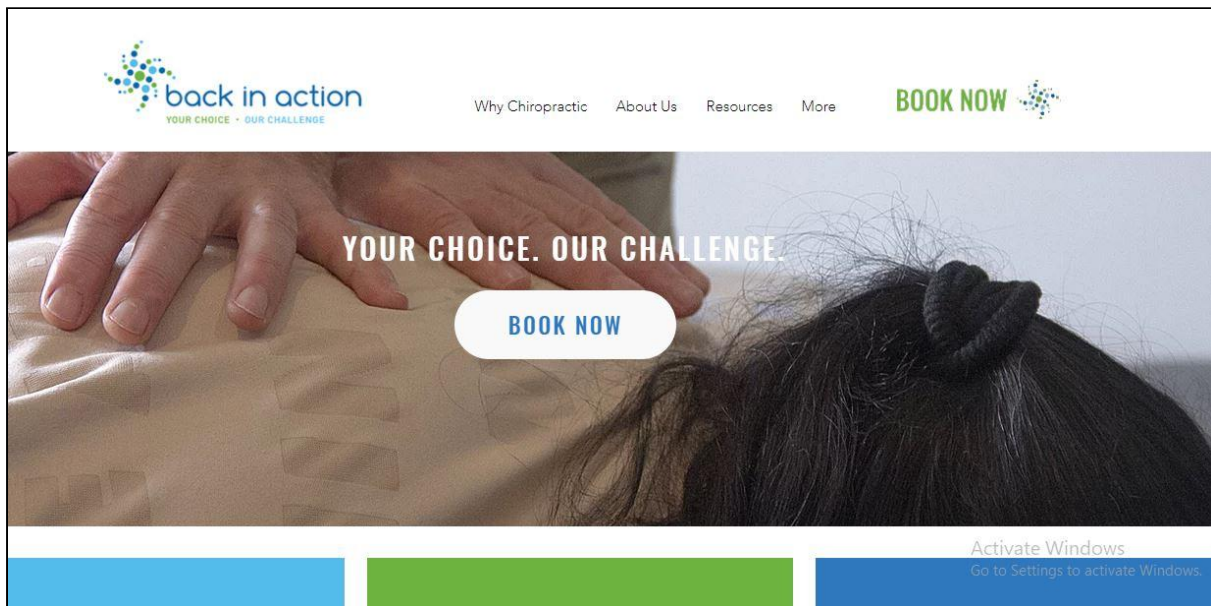 back in action
YOUR CHOICE • OUR CHALLENGE
Why Chiropractic About Us Resources More
BOOK NOW
YOUR CHOICE. OUR CHALLENGE.
BOOK NOW
Activate Windows
Go to Settings to activate Windows.